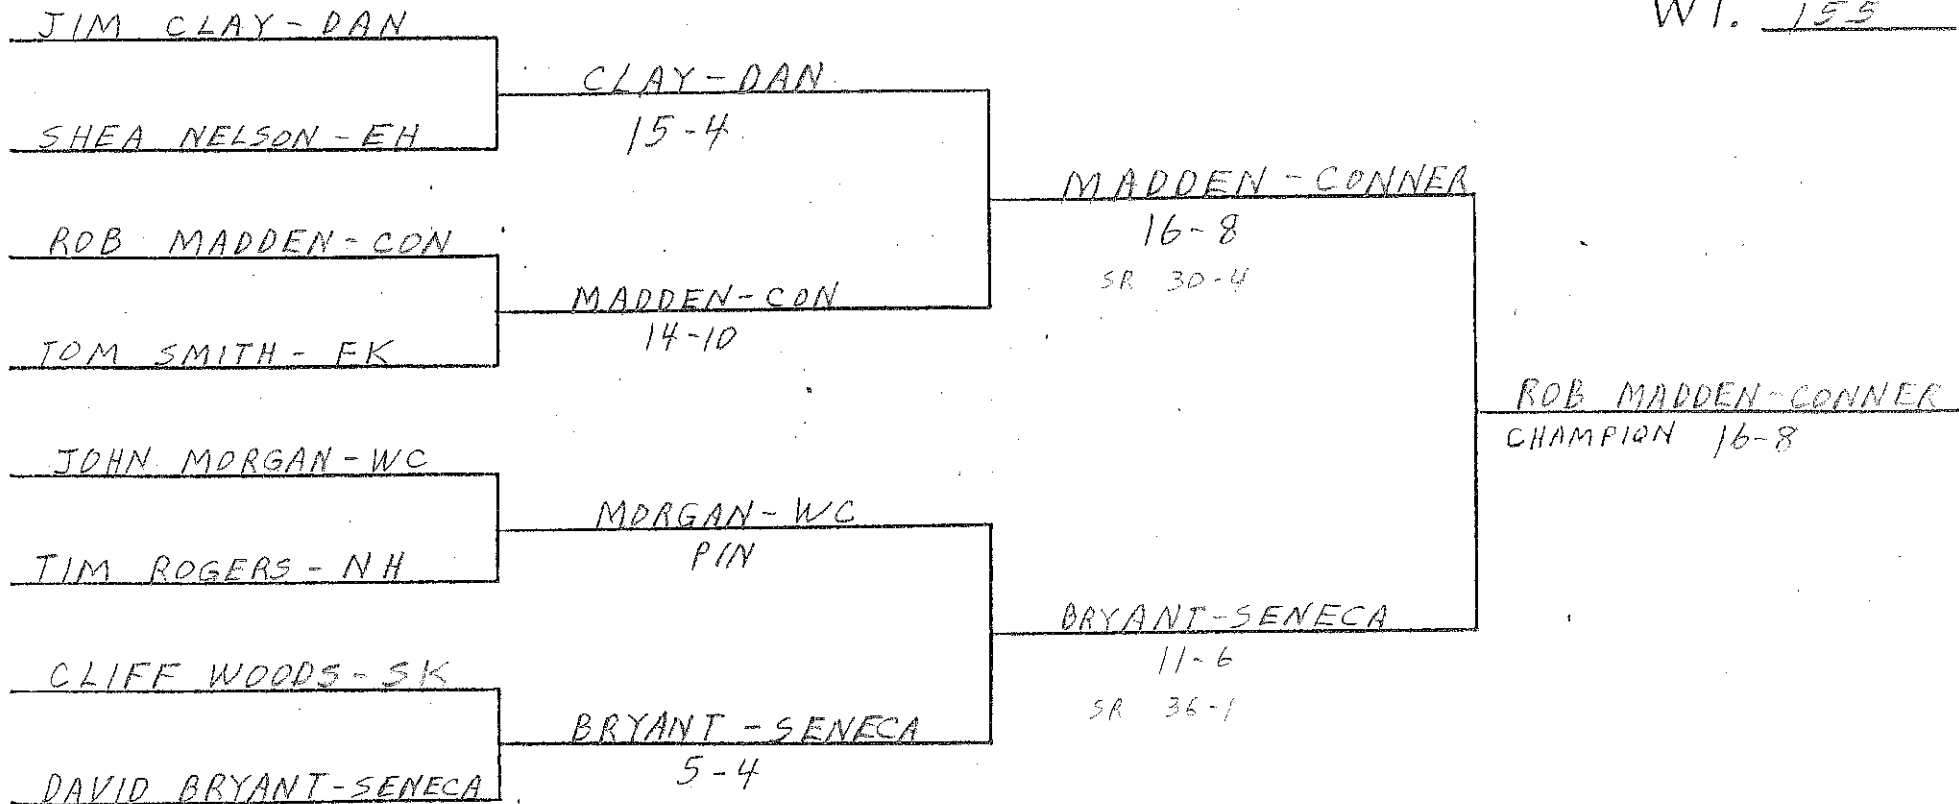 WT. 155
JIM CLAY-DAN
SHEA NELSON-EH
ROB MADDEN-CON
TOM SMITH-FK
JOHN MORGAN-WC
TIM ROGERS-NH
CLIFF WOODS-SK
DAVID BRYANT-SENECA
CLAY-DAN
15-4
MADDEN-CON
14-10
MORGAN-WC
PIN
BRYANT-SENECA
5-4
MADDEN-CONNER
16-8
SR 30-4
BRYANT-SENECA
11-6
SR 36-1
ROB MADDEN-CONNER
CHAMPION 16-8